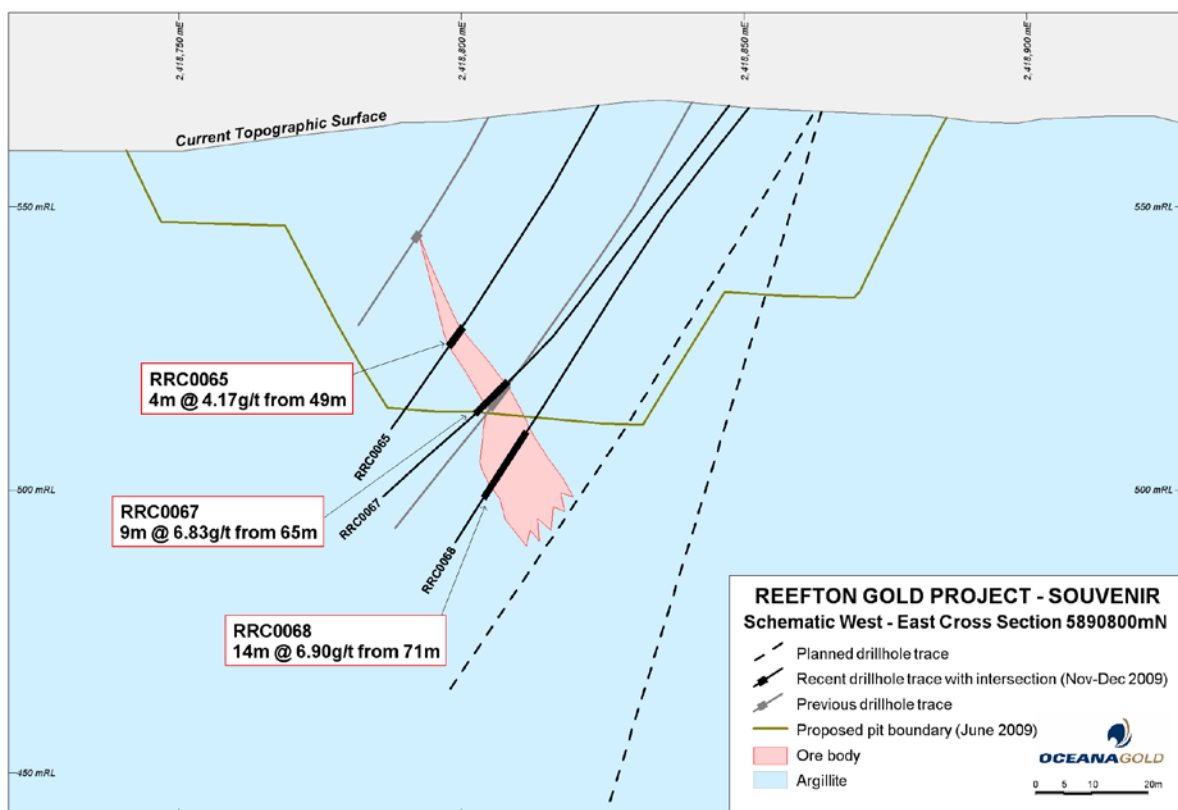 2,418,750 mE
2,418,800 mE
2,418,850 mE
2,418,900 mE
Current Topographic Surface
550 mRL
550 mRL
RRC0065
4m @ 4.17g/t from 49m
RRC0065
500 mRL
500 mRL
RRC0067
9m @ 6.83g/t from 65m
RRC0067
RRC0068
RRC0068
14m @ 6.90g/t from 71m
450 mRL
REEFTON GOLD PROJECT - SOUVENIR
Schematic West - East Cross Section 5890800mN
Planned drillhole trace
Recent drillhole trace with intersection (Nov-Dec 2009)
Previous drillhole trace
Proposed pit boundary (June 2009)
Ore body
Argillite
OCEANAGOLD
0 5 10 20m